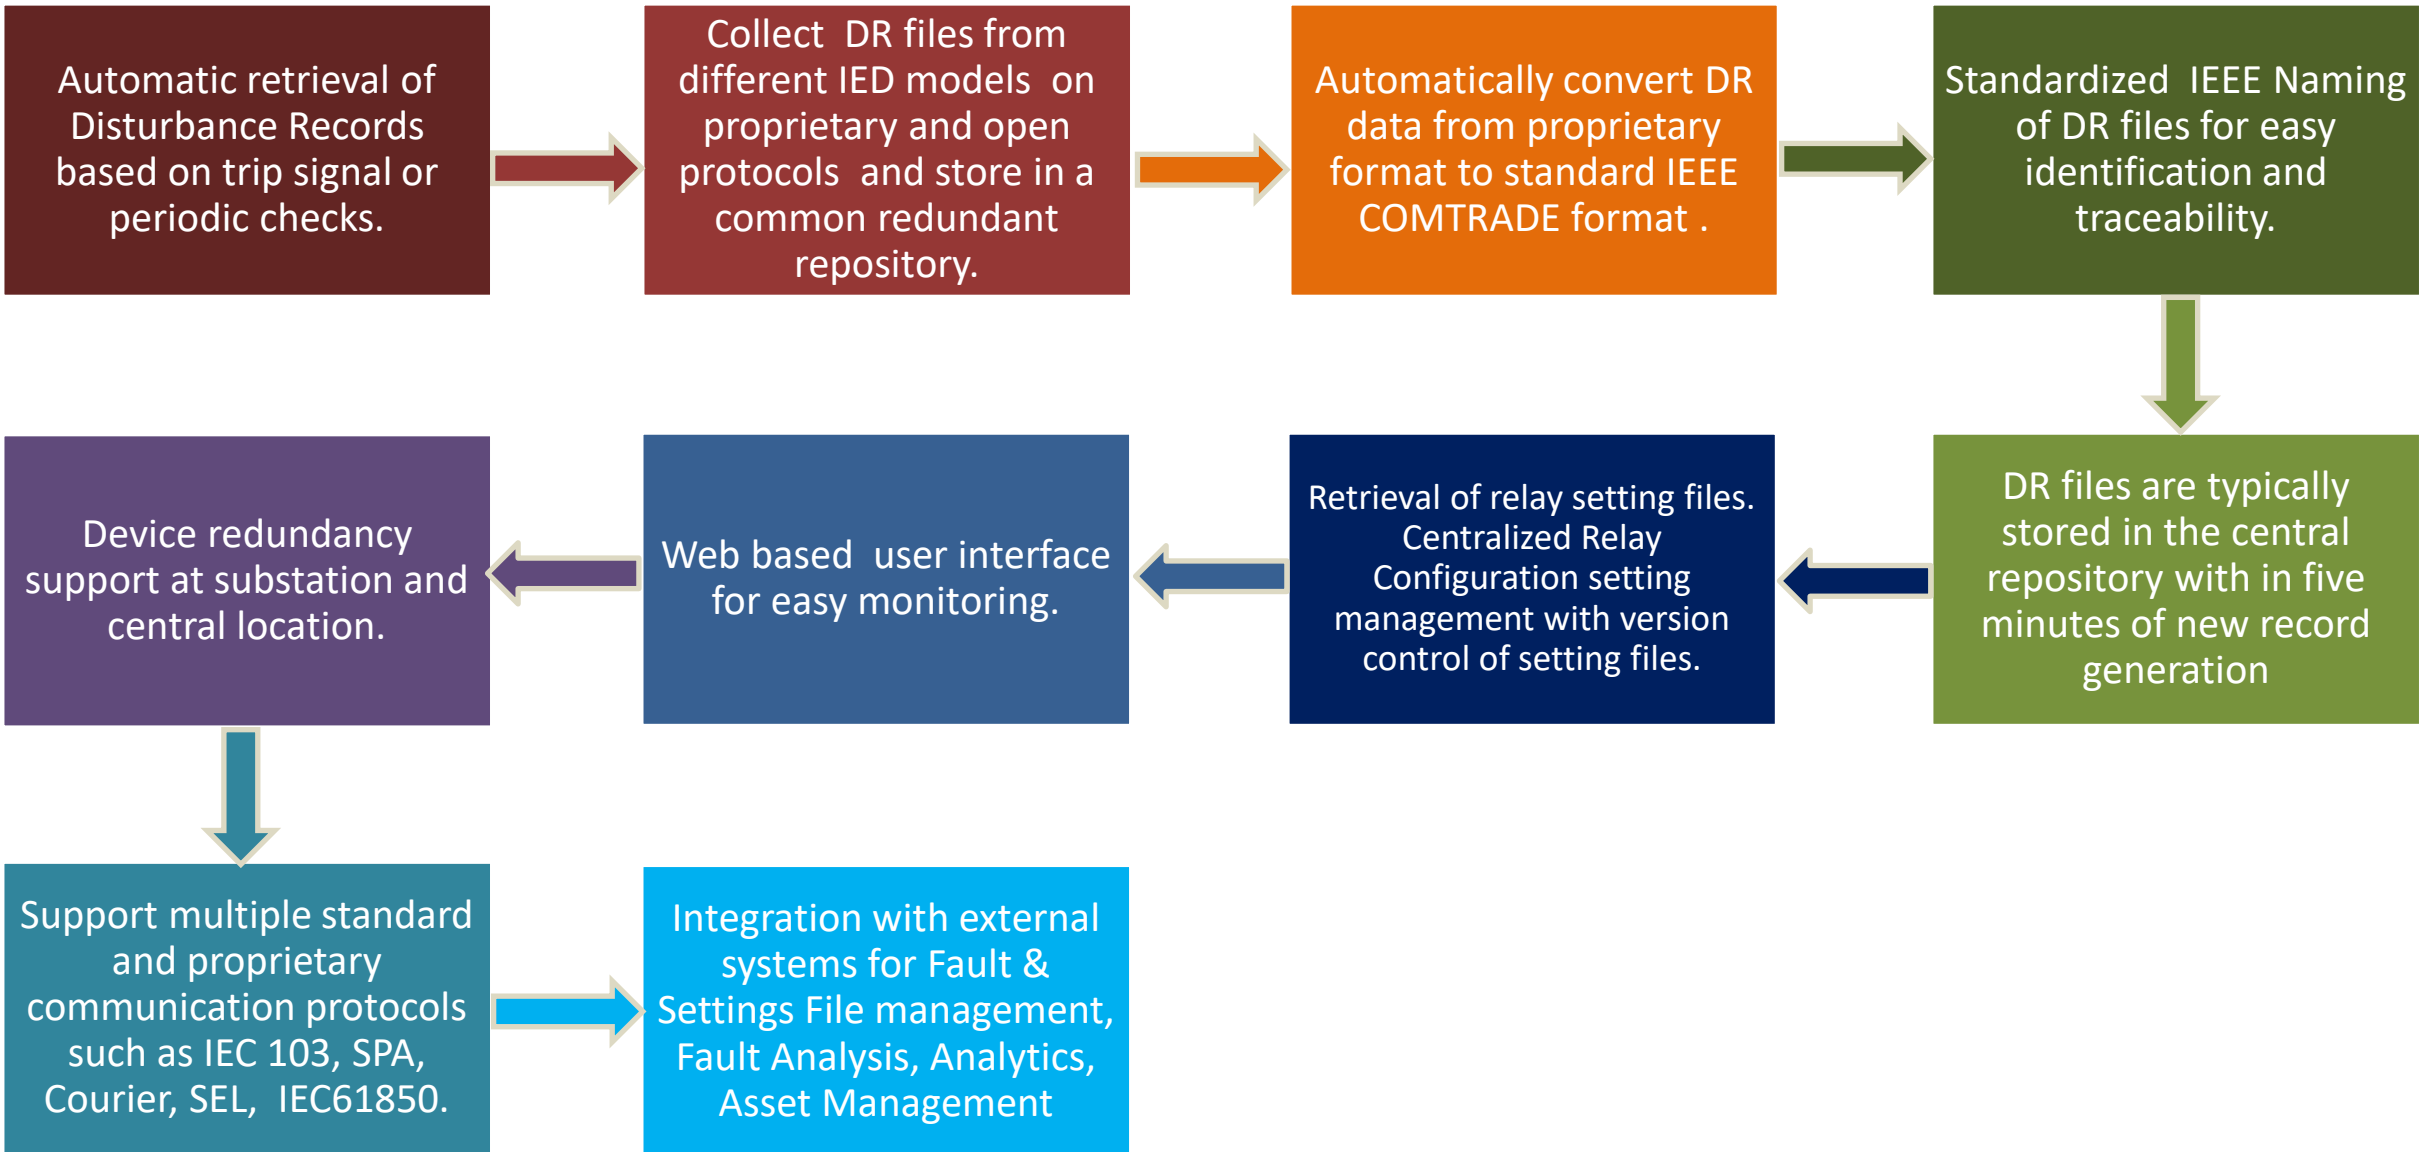 Automatic retrieval of
Disturbance Records
based on trip signal or
periodic checks.
Collect DR files from
different IED models on
proprietary and open
protocols and store in a
common redundant
repository.
Automatically convert DR
data from proprietary
format to standard IEEE
COMTRADE format .
Standardized IEEE Naming
of DR files for easy
identification and
traceability.
DR files are typically
stored in the central
repository with in five
minutes of new record
generation
Retrieval of relay setting files.
Centralized Relay
Configuration setting
management with version
control of setting files.
Web based user interface
for easy monitoring.
Device redundancy
support at substation and
central location.
Support multiple standard
and proprietary
communication protocols
such as IEC 103, SPA,
Courier, SEL, IEC61850.
Integration with external
systems for Fault &
Settings File management,
Fault Analysis, Analytics,
Asset Management